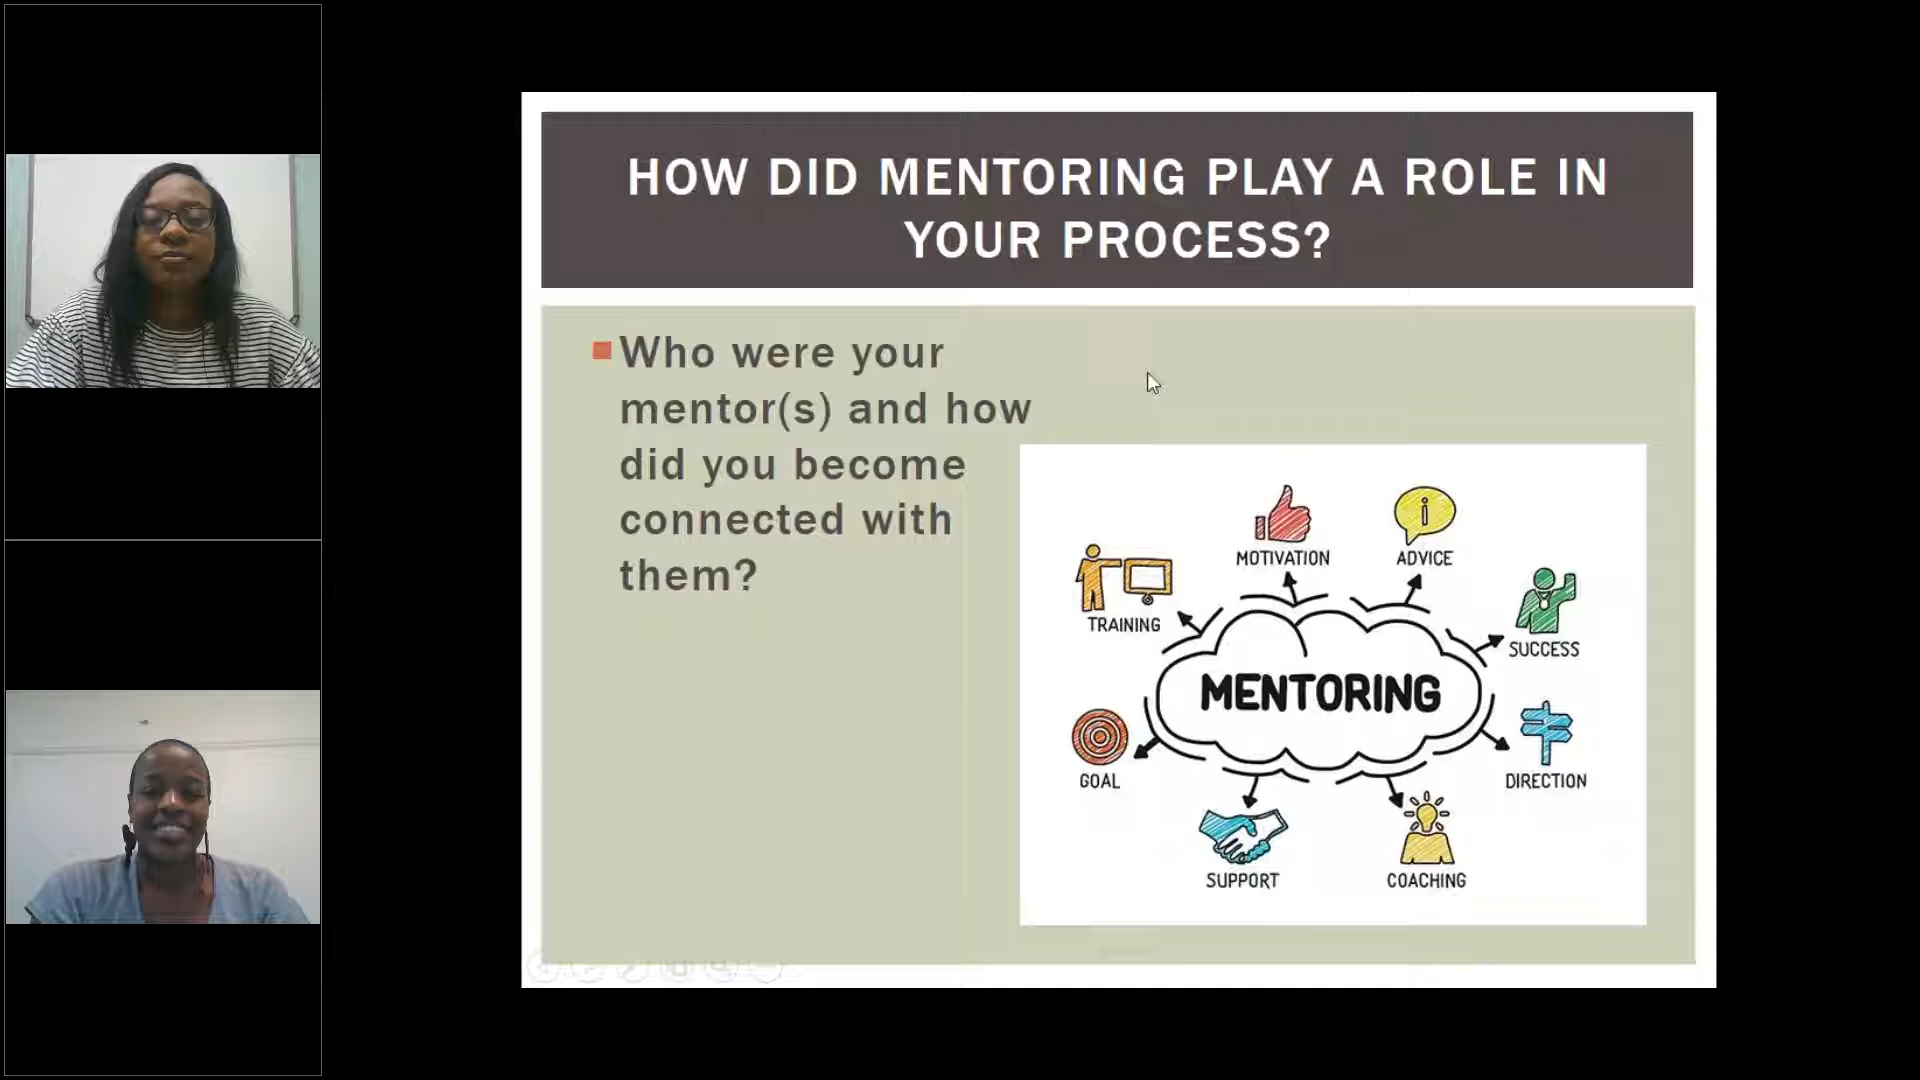 HOW DID MENTORING PLAY A ROLE IN
YOUR PROCESS?
Who were your
mentor(s) and how
did you become
connected with
them?
MOTIVATION
ADVICE
TRAINING
SUCCESS
MENTORING
GOAL
DIRECTION
SUPPORT
COACHING